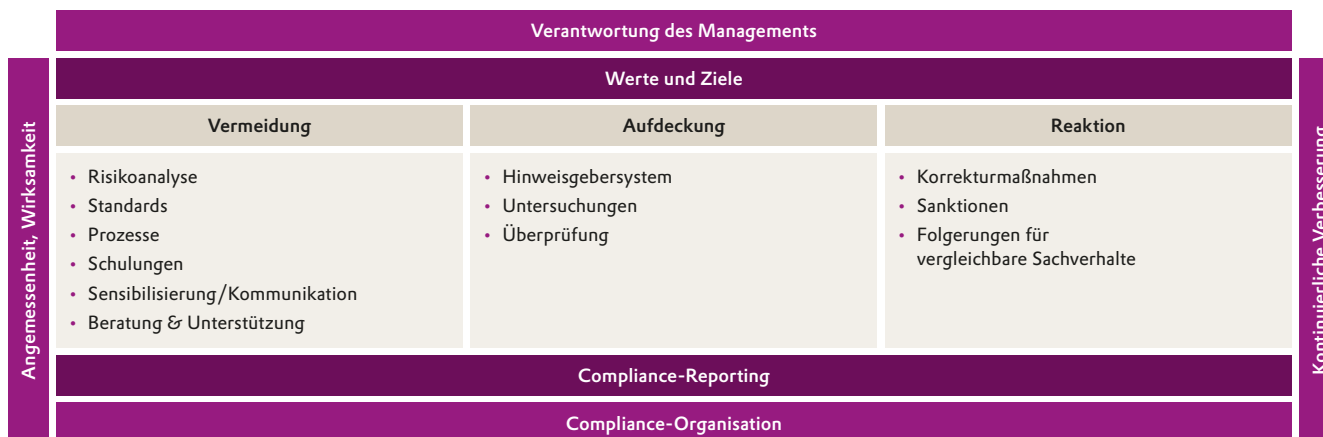 Verantwortung des Managements
Angemessenheit, Wirksamkeit
Werte und Ziele
Vermeidung
• Risikoanalyse
• Standards
• Prozesse
• Schulungen
• Sensibilisierung/Kommunikation
• Beratung & Unterstützung
Aufdeckung
• Hinweisgebersystem
• Untersuchungen
• Überprüfung
Reaktion
• Korrekturmaßnahmen
• Sanktionen
• Folgerungen für
vergleichbare Sachverhalte
Kontinuierliche Verbesserung
Compliance-Reporting
Compliance-Organisation